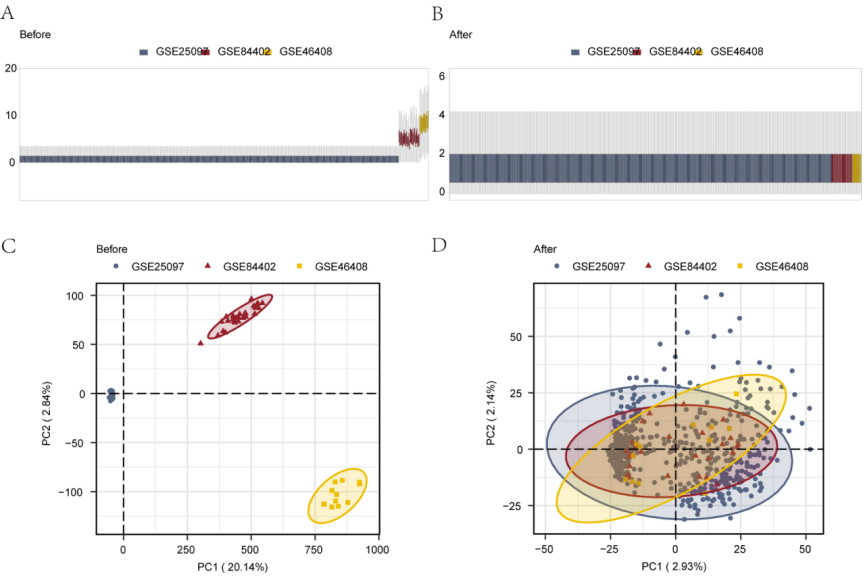 A
Before
GSE25097 GSE84402 GSE46408
20
10
0
B
After
GSE25097 GSE84402 GSE46408
6
4
2
0
C
Before
GSE25097 GSE84402 GSE46408
100
50
0
−50
−100
PC2 ( 2.84%)
0 250 500 750 1000
PC1 ( 20.14%)
D
After
GSE25097 GSE84402 GSE46408
50
25
0
−25
PC2 ( 2.14%)
−50 −25 0 25 50
PC1 ( 2.93%)